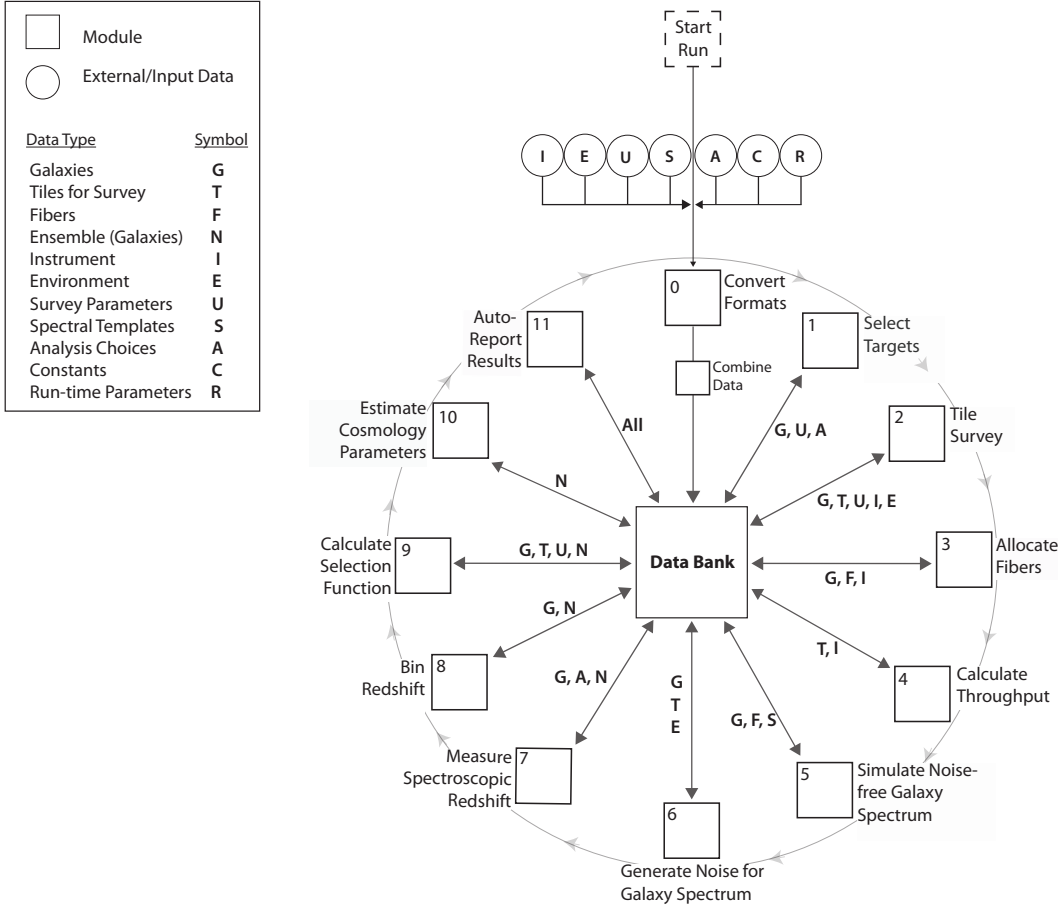 Module
External/Input Data
Data Type Symbol
Galaxies G
Tiles for Survey T
Fibers F
Ensemble (Galaxies) N
Instrument I
Environment E
Survey Parameters U
Spectral Templates S
Analysis Choices A
Constants C
Run-time Parameters R
Start
Run
I E U S A C R
0
Convert
Formats
Combine
Data
1
Select
Targets
G, U, A
2
Tile
Survey
G, T, U, I, E
3
Allocate
Fibers
G, F, I
4
Calculate
Throughput
T, I
5
Simulate Noise-
free Galaxy
Spectrum
G, F, S
6
Generate Noise for
Galaxy Spectrum
G
T
E
7
Measure
Spectroscopic
Redshift
G, A, N
8
Bin
Redshift
G, N
9
Calculate
Selection
Function
G, T, U, N
10
Estimate
Cosmology
Parameters
N
11
Auto-
Report
Results
All
Data Bank